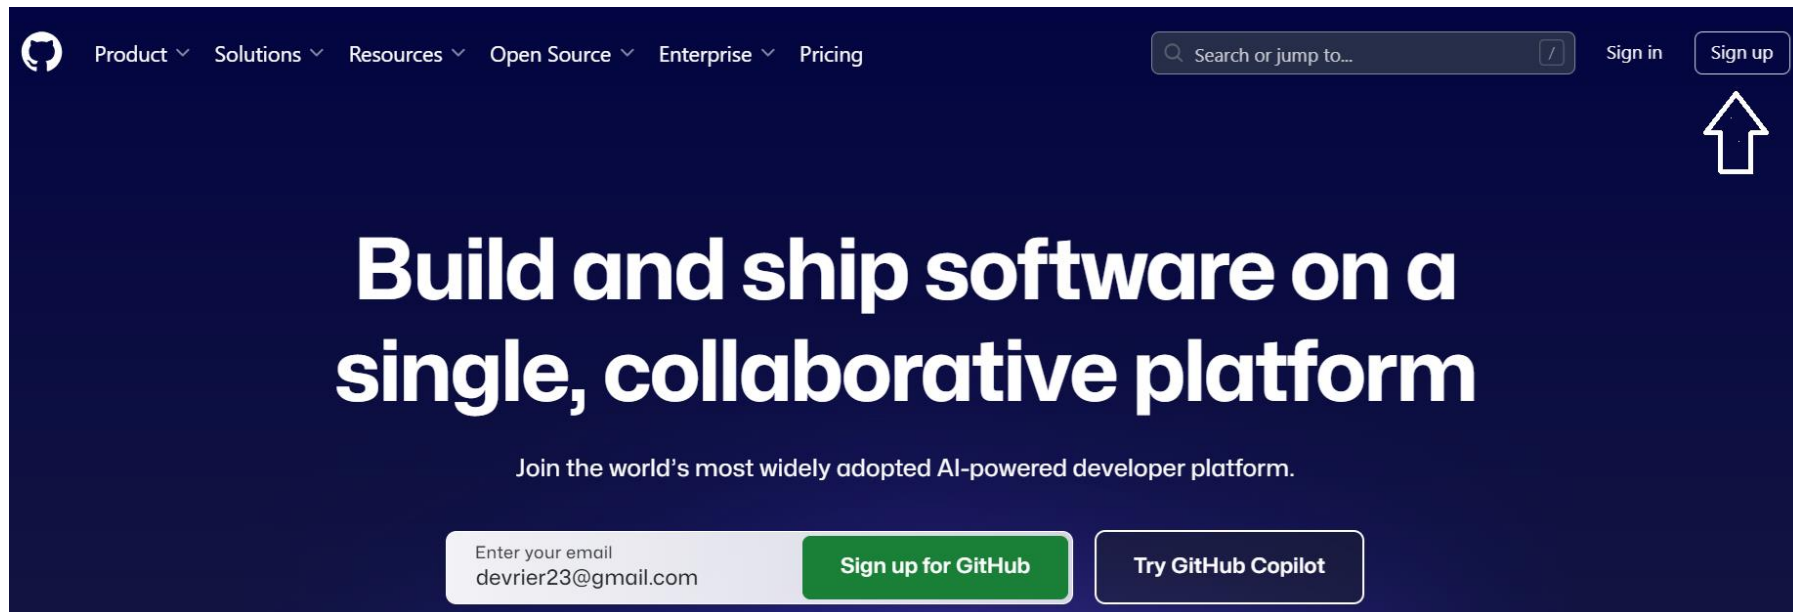 Product Solutions Resources Open Source Enterprise Pricing Search or jump to... / Sign in Sign up
Build and ship software on a
single, collaborative platform
Join the world's most widely adopted AI-powered developer platform.
Enter your email
devrier23@gmail.com
Sign up for GitHub
Try GitHub Copilot